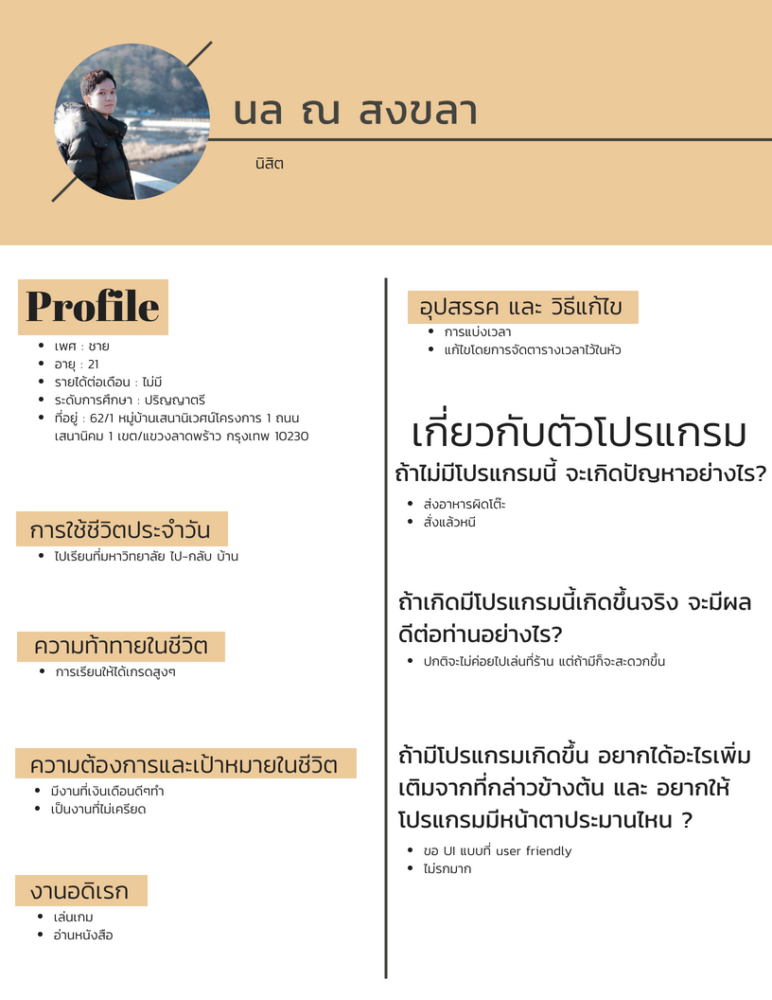 นล ณ สงขลา
นิสิต
Profile
เพศ : ชาย
อายุ : 21
รายได้ต่อเดือน : ไม่มี
ระดับการศึกษา : ปริญญาตรี
ที่อยู่ : 62/1 หมู่บ้านเสนานิเวศน์โครงการ 1 ถนน
เสนานิคม 1 เขต/แขวงลาดพร้าว กรุงเทพ 10230
การใช้ชีวิตประจำวัน
ไปเรียนที่มหาวิทยาลัย ไป-กลับ บ้าน
ความท้าทายในชีวิต
การเรียนให้ได้เกรดสูงๆ
ความต้องการและเป้าหมายในชีวิต
มีงานที่เงินเดือนดีๆทำ
เป็นงานที่ไม่เครียด
งานอดิเรก
เล่นเกม
อ่านหนังสือ
อุปสรรค และ วิธีแก้ไข
การแบ่งเวลา
แก้ไขโดยการจัดตารางเวลาไว้ในหัว
เกี่ยวกับตัวโปรแกรม
ถ้าไม่มีโปรแกรมนี้ จะเกิดปัญหาอย่างไร?
ส่งอาหารผิดโต๊ะ
สั่งแล้วหนี
ถ้าเกิดมีโปรแกรมนี้เกิดขึ้นจริง จะมีผล
ดีต่อท่านอย่างไร?
ปกติจะไม่ค่อยไปเล่นที่ร้าน แต่ถ้ามีก็จะสะดวกขึ้น
ถ้ามีโปรแกรมเกิดขึ้น อยากได้อะไรเพิ่ม
เติมจากที่กล่าวข้างต้น และ อยากให้
โปรแกรมมีหน้าตาประมานไหน ?
ขอ UI แบบที่ user friendly
ไม่รกมาก